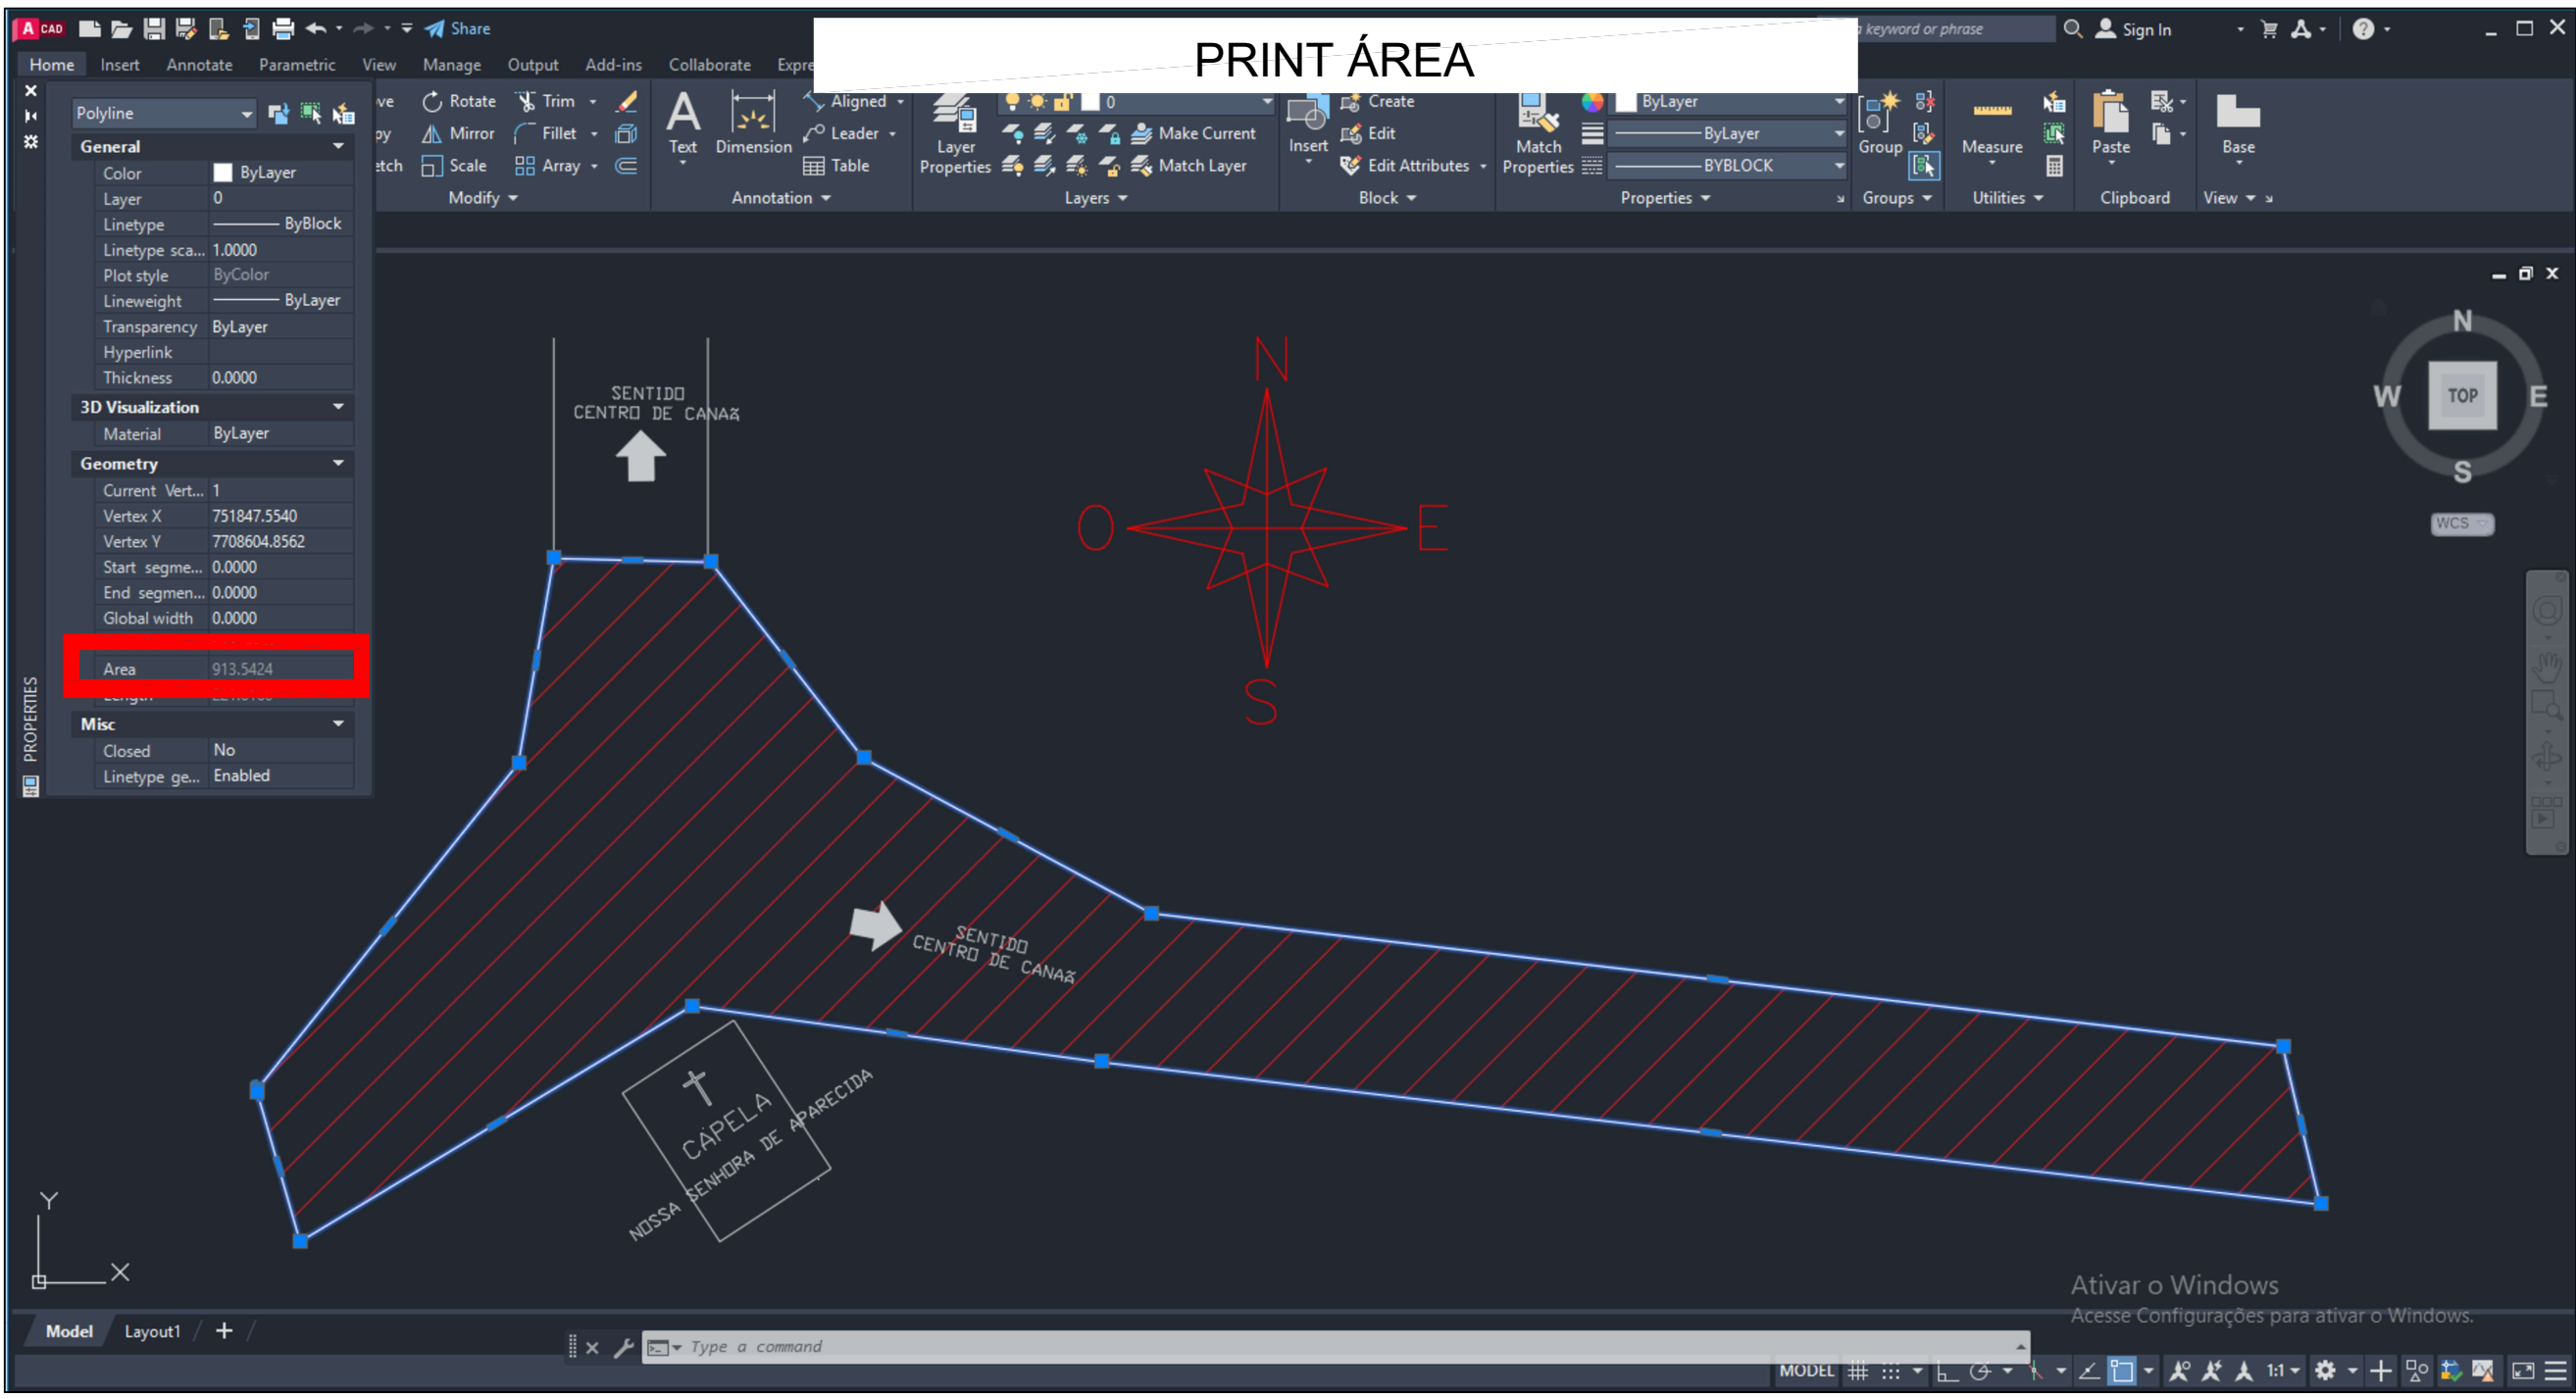 A CAD Share
PRINT ÁREA
keyword or phrase Sign In
Home Insert Annotate Parametric View Manage Output Add-ins Collaborate Expre
Polyline
Rotate Trim
Mirror Fillet
Scale Array
Modify
Text Dimension
Aligned
Leader
Table
Annotation
Layer Properties
0
Make Current
Match Layer
Layers
Insert
Create
Edit
Edit Attributes
Block
Match Properties
ByLayer
ByLayer
BYBLOCK
Properties
Group
Groups
Measure
Utilities
Paste
Clipboard
Base
View
General
Color ByLayer
Layer 0
Linetype ByBlock
Linetype sca... 1.0000
Plot style ByColor
Lineweight ByLayer
Transparency ByLayer
Hyperlink
Thickness 0.0000
3D Visualization
Material ByLayer
Geometry
Current Vert... 1
Vertex X 751847.5540
Vertex Y 7708604.8562
Start segme... 0.0000
End segmen... 0.0000
Global width 0.0000
Area 913.5424
Length
Misc
Closed No
Linetype ge... Enabled
PROPERTIES
SENTIDO
CENTRO DE CANAÃ
N
O E
S
N
W TOP E
S
WCS
SENTIDO
CENTRO DE CANAÃ
CAPELA
NOSSA SENHORA DE APARECIDA
Y
X
Ativar o Windows
Acesse Configurações para ativar o Windows.
Model Layout1 +
Type a command
MODEL 1:1